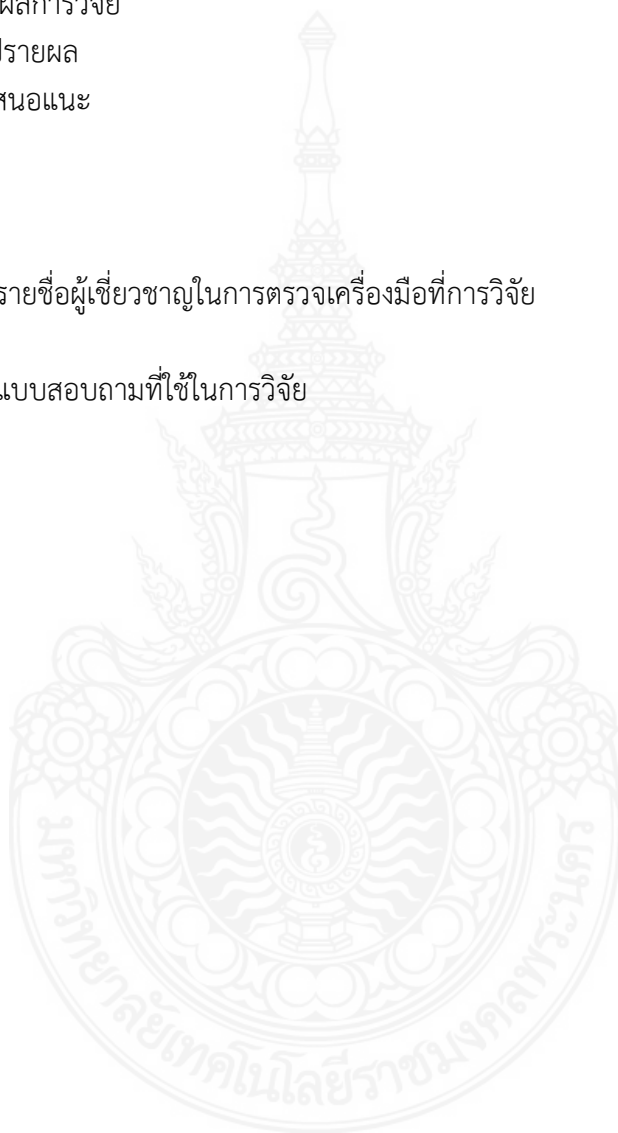 ผลการวิจัย
ปรายผล
สนอแนะ
รายชื่อผู้เชี่ยวชาญในการตรวจเครื่องมือที่การวิจัย
แบบสอบถามที่ใช้ในการวิจัย
มหาวิทยาลัยเทคโนโลยีราชมงคลพระนคร